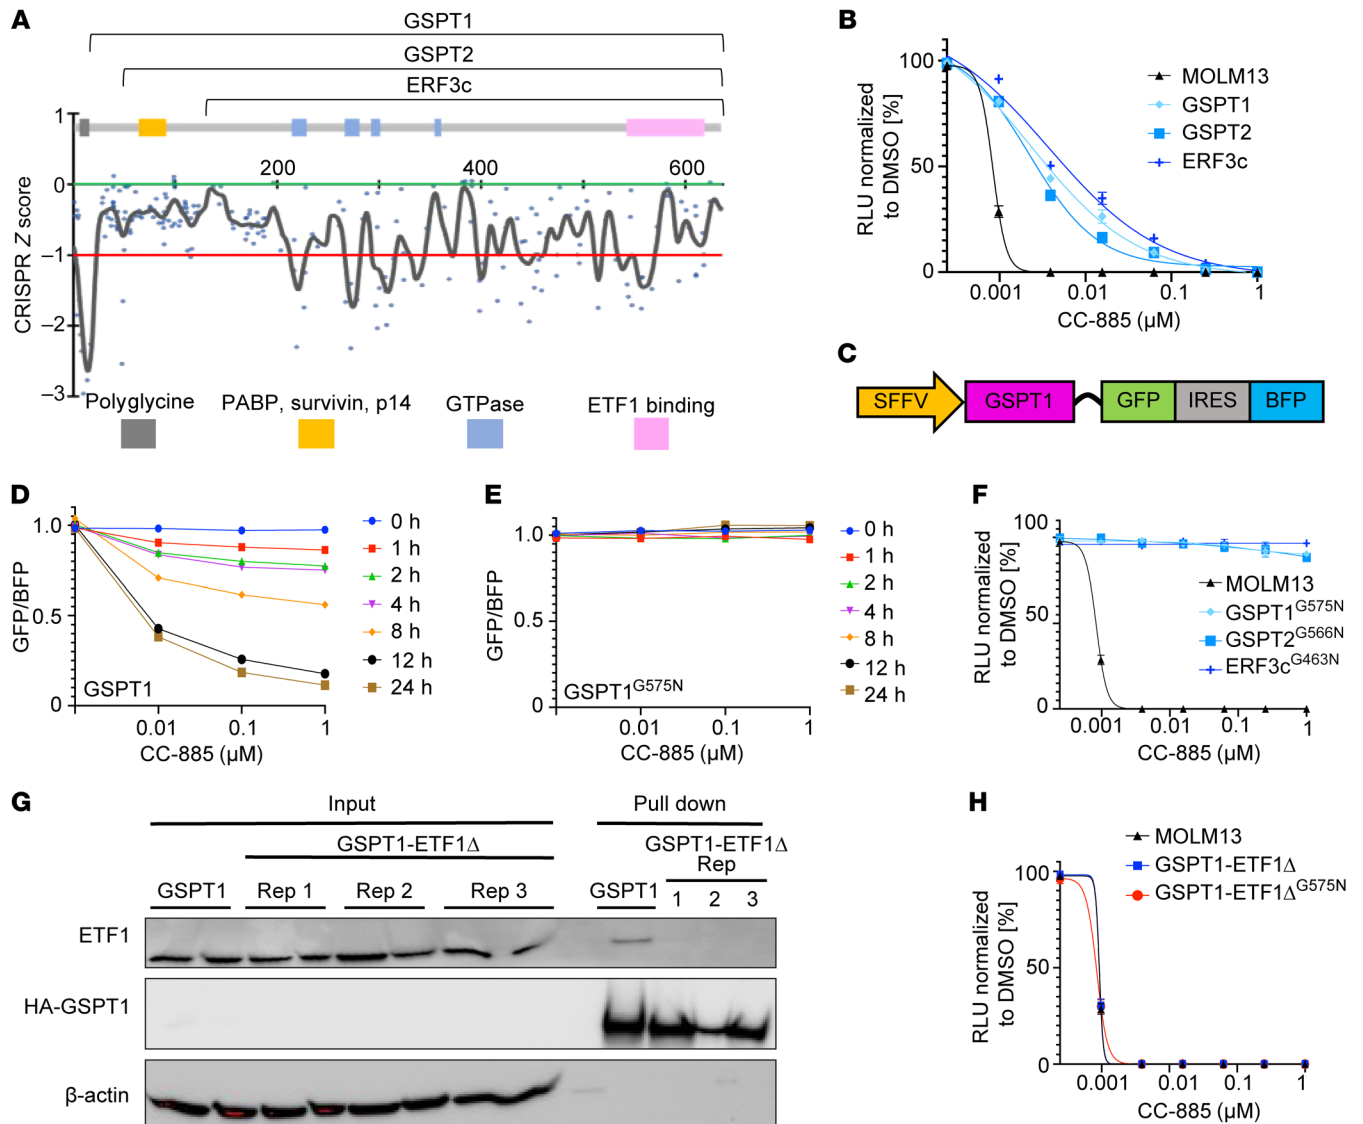 A
GSPT1
GSPT2
ERF3c
1
200
400
600
0
–1
–2
–3
CRISPR Z score
Polyglycine
PABP, survivin, p14
GTPase
ETF1 binding
B
100
50
0
RLU normalized
to DMSO [%]
0.001
0.01
0.1
1
CC-885 (µM)
MOLM13
GSPT1
GSPT2
ERF3c
C
SFFV
GSPT1
GFP
IRES
BFP
D
1.0
0.5
0
GFP/BFP
GSPT1
0.01
0.1
1
CC-885 (µM)
0 h
1 h
2 h
4 h
8 h
12 h
24 h
E
1.0
0.5
0
GFP/BFP
GSPT1G575N
0.01
0.1
1
CC-885 (µM)
0 h
1 h
2 h
4 h
8 h
12 h
24 h
F
100
50
0
RLU normalized
to DMSO [%]
0.001
0.01
0.1
1
CC-885 (µM)
MOLM13
GSPT1G575N
GSPT2G566N
ERF3cG463N
G
Input
Pull down
GSPT1-ETF1Δ
GSPT1-ETF1Δ
Rep
GSPT1
Rep 1
Rep 2
Rep 3
GSPT1
1
2
3
ETF1
HA-GSPT1
β-actin
H
100
50
0
RLU normalized
to DMSO [%]
0.001
0.01
0.1
1
CC-885 (µM)
MOLM13
GSPT1-ETF1Δ
GSPT1-ETF1ΔG575N